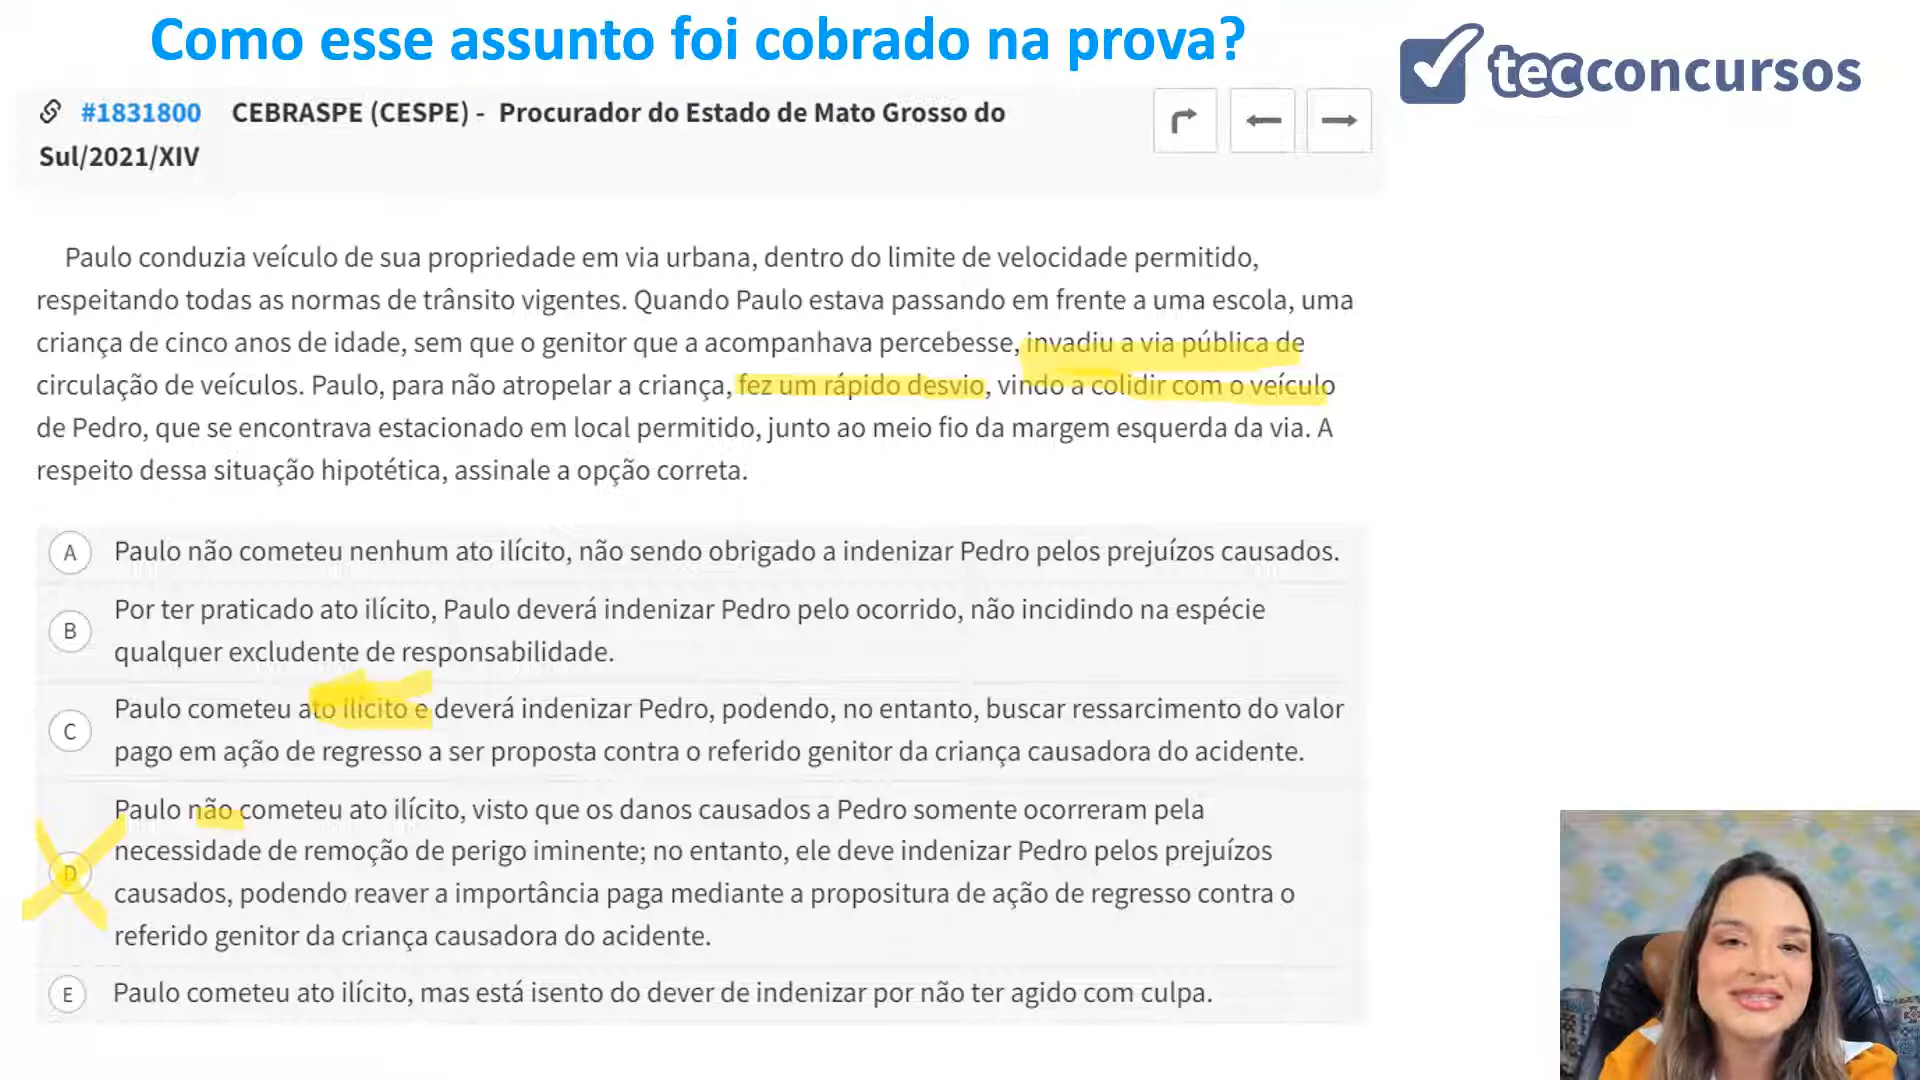 Como esse assunto foi cobrado na prova?
tecconcursos
#1831800 CEBRASPE (CESPE) - Procurador do Estado de Mato Grosso do
Sul/2021/XIV
Paulo conduzia veículo de sua propriedade em via urbana, dentro do limite de velocidade permitido,
respeitando todas as normas de trânsito vigentes. Quando Paulo estava passando em frente a uma escola, uma
criança de cinco anos de idade, sem que o genitor que a acompanhava percebesse, invadiu a via pública de
circulação de veículos. Paulo, para não atropelar a criança, fez um rápido desvio, vindo a colidir com o veículo
de Pedro, que se encontrava estacionado em local permitido, junto ao meio fio da margem esquerda da via. A
respeito dessa situação hipotética, assinale a opção correta.
A Paulo não cometeu nenhum ato ilícito, não sendo obrigado a indenizar Pedro pelos prejuízos causados.
B Por ter praticado ato ilícito, Paulo deverá indenizar Pedro pelo ocorrido, não incidindo na espécie
qualquer excludente de responsabilidade.
C Paulo cometeu ato ilícito e deverá indenizar Pedro, podendo, no entanto, buscar ressarcimento do valor
pago em ação de regresso a ser proposta contra o referido genitor da criança causadora do acidente.
D Paulo não cometeu ato ilícito, visto que os danos causados a Pedro somente ocorreram pela
necessidade de remoção de perigo iminente; no entanto, ele deve indenizar Pedro pelos prejuízos
causados, podendo reaver a importância paga mediante a propositura de ação de regresso contra o
referido genitor da criança causadora do acidente.
E Paulo cometeu ato ilícito, mas está isento do dever de indenizar por não ter agido com culpa.